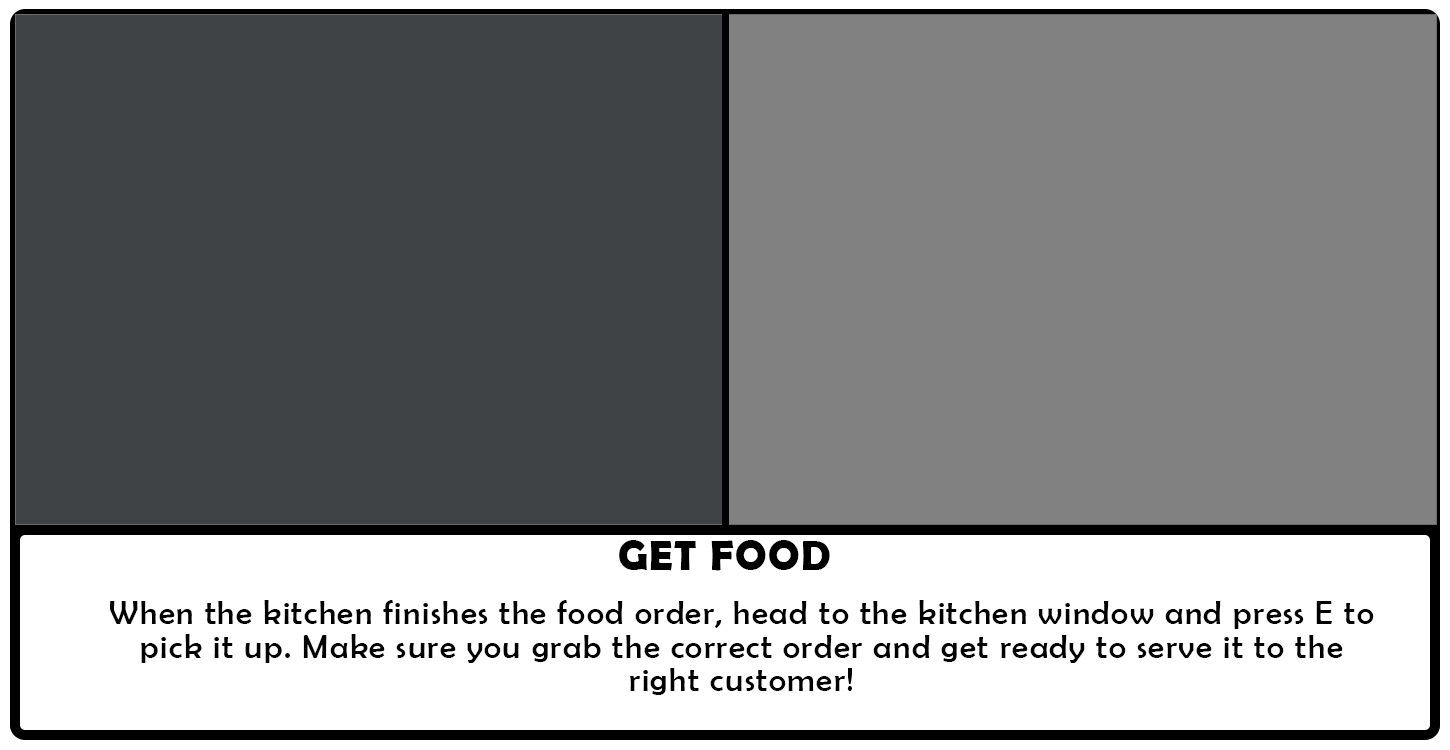 GET FOOD
When the kitchen finishes the food order, head to the kitchen window and press E to
pick it up. Make sure you grab the correct order and get ready to serve it to the
right customer!